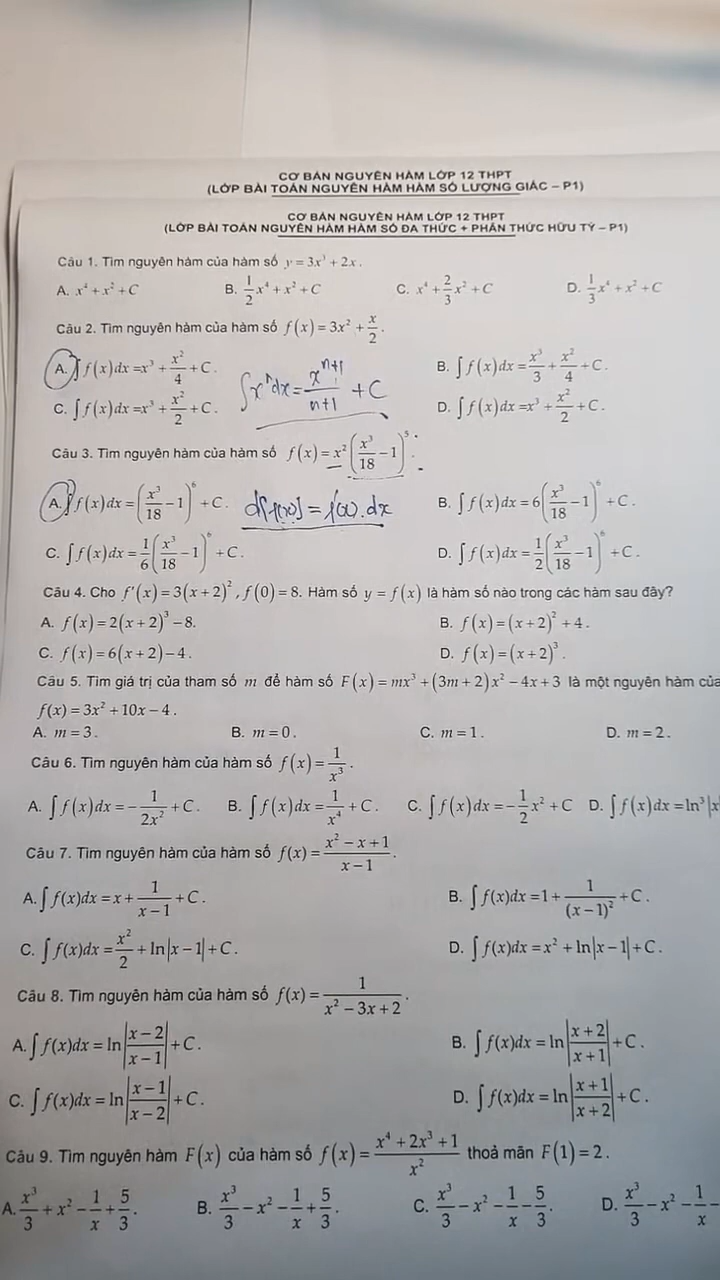 CƠ BẢN NGUYÊN HÀM LỚP 12 THPT
(LỚP BÀI TOÁN NGUYÊN HÀM HÀM SỐ LƯỢNG GIÁC – P1)
CƠ BẢN NGUYÊN HÀM LỚP 12 THPT
(LỚP BÀI TOÁN NGUYÊN HÀM HÀM SỐ ĐA THỨC + PHÂN THỨC HỮU TỶ – P1)
Câu 1. Tìm nguyên hàm của hàm số y = 3x³ + 2x .
A. x⁴ + x² + C B. 1/2 x⁴ + x² + C C. x⁴ + 2/3 x² + C D. 1/3 x⁴ + x² + C
Câu 2. Tìm nguyên hàm của hàm số f(x) = 3x² + x/2 .
A. ∫ f(x)dx = x³ + x²/4 + C . B. ∫ f(x)dx = x³/3 + x²/4 + C .
C. ∫ f(x)dx = x³ + x²/2 + C . D. ∫ f(x)dx = x³ + x²/2 + C .
∫xⁿdx = xⁿ⁺¹/n+1 + C
Câu 3. Tìm nguyên hàm của hàm số f(x) = x²(x³/18 − 1)⁵ .
A. ∫ f(x)dx = (x³/18 − 1)⁶ + C . B. ∫ f(x)dx = 6(x³/18 − 1)⁶ + C .
d[f(x)] = f'(x).dx
C. ∫ f(x)dx = 1/6 (x³/18 − 1)⁶ + C . D. ∫ f(x)dx = 1/2 (x³/18 − 1)⁶ + C .
Câu 4. Cho f'(x) = 3(x + 2)² , f(0) = 8. Hàm số y = f(x) là hàm số nào trong các hàm sau đây?
A. f(x) = 2(x + 2)³ − 8. B. f(x) = (x + 2)² + 4 .
C. f(x) = 6(x + 2) − 4 . D. f(x) = (x + 2)³ .
Câu 5. Tìm giá trị của tham số m để hàm số F(x) = mx³ + (3m + 2)x² − 4x + 3 là một nguyên hàm của
f(x) = 3x² + 10x − 4 .
A. m = 3 . B. m = 0 . C. m = 1 . D. m = 2 .
Câu 6. Tìm nguyên hàm của hàm số f(x) = 1/x³ .
A. ∫ f(x)dx = − 1/2x² + C . B. ∫ f(x)dx = 1/x⁴ + C . C. ∫ f(x)dx = − 1/2 x² + C D. ∫ f(x)dx = ln³|x
Câu 7. Tìm nguyên hàm của hàm số f(x) = x² − x + 1/x − 1 .
A. ∫ f(x)dx = x + 1/x − 1 + C . B. ∫ f(x)dx = 1 + 1/(x − 1)² + C .
C. ∫ f(x)dx = x²/2 + ln|x − 1| + C . D. ∫ f(x)dx = x² + ln|x − 1| + C .
Câu 8. Tìm nguyên hàm của hàm số f(x) = 1/x² − 3x + 2 .
A. ∫ f(x)dx = ln|x − 2/x − 1| + C . B. ∫ f(x)dx = ln|x + 2/x + 1| + C .
C. ∫ f(x)dx = ln|x − 1/x − 2| + C . D. ∫ f(x)dx = ln|x + 1/x + 2| + C .
Câu 9. Tìm nguyên hàm F(x) của hàm số f(x) = x⁴ + 2x³ + 1/x² thoả mãn F(1) = 2 .
A. x³/3 + x² − 1/x + 5/3 . B. x³/3 − x² − 1/x + 5/3 . C. x³/3 − x² − 1/x − 5/3 . D. x³/3 − x² − 1/x −